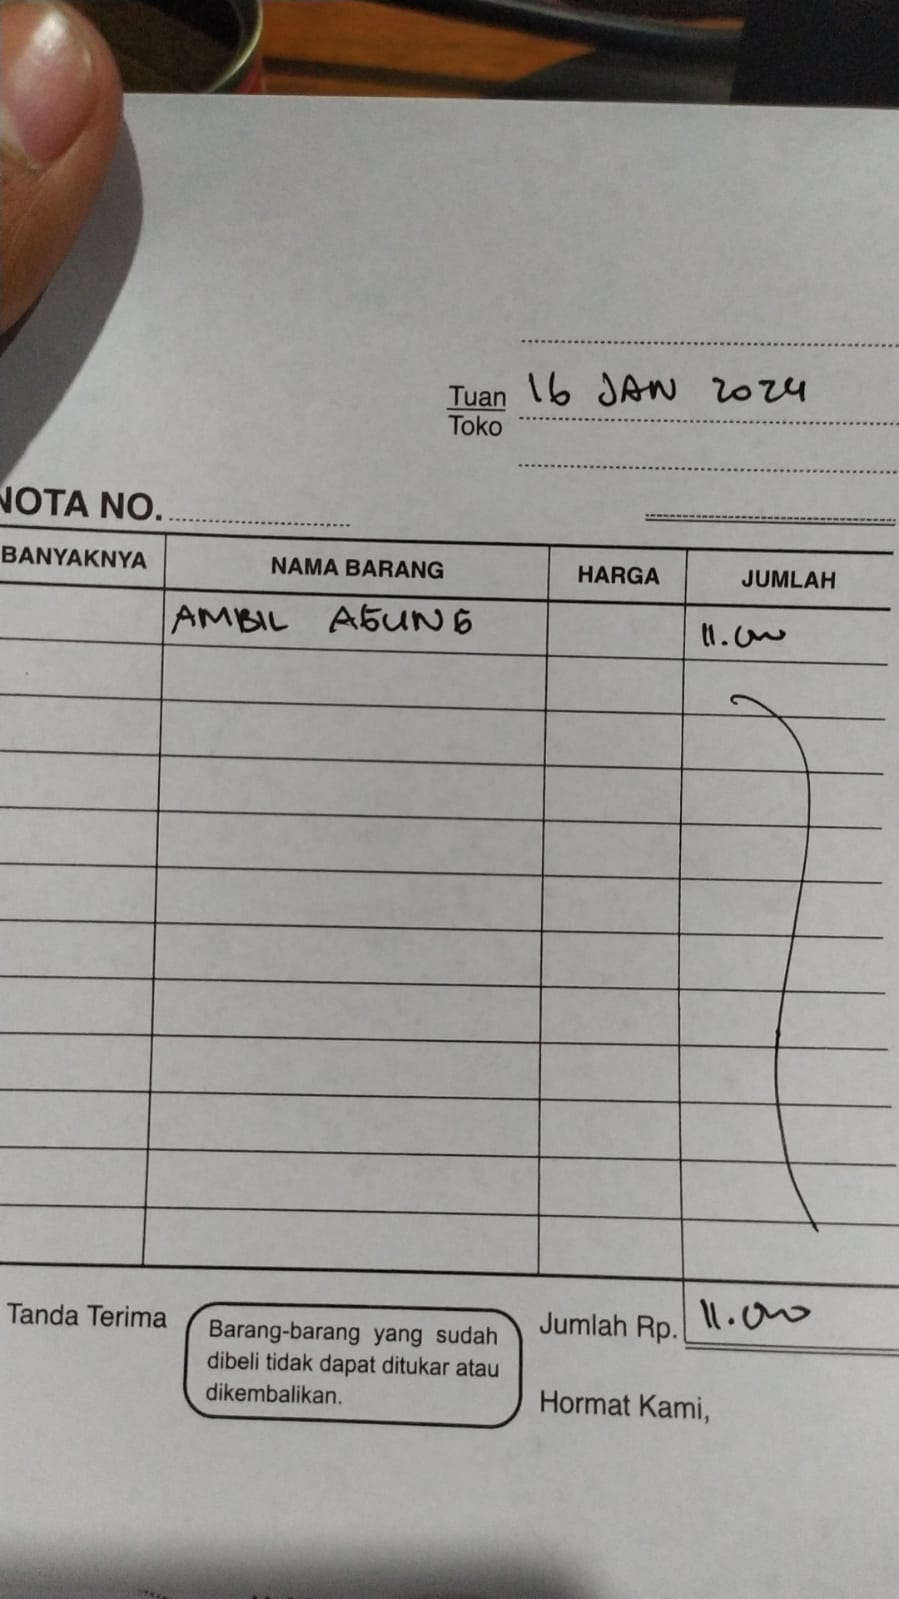 16 JAN 2024
Tuan
Toko
NOTA NO.
BANYAKNYA NAMA BARANG HARGA JUMLAH
AMBIL AGUNG 11.000
Tanda Terima
Barang-barang yang sudah
dibeli tidak dapat ditukar atau
dikembalikan.
Jumlah Rp. 11.000
Hormat Kami,